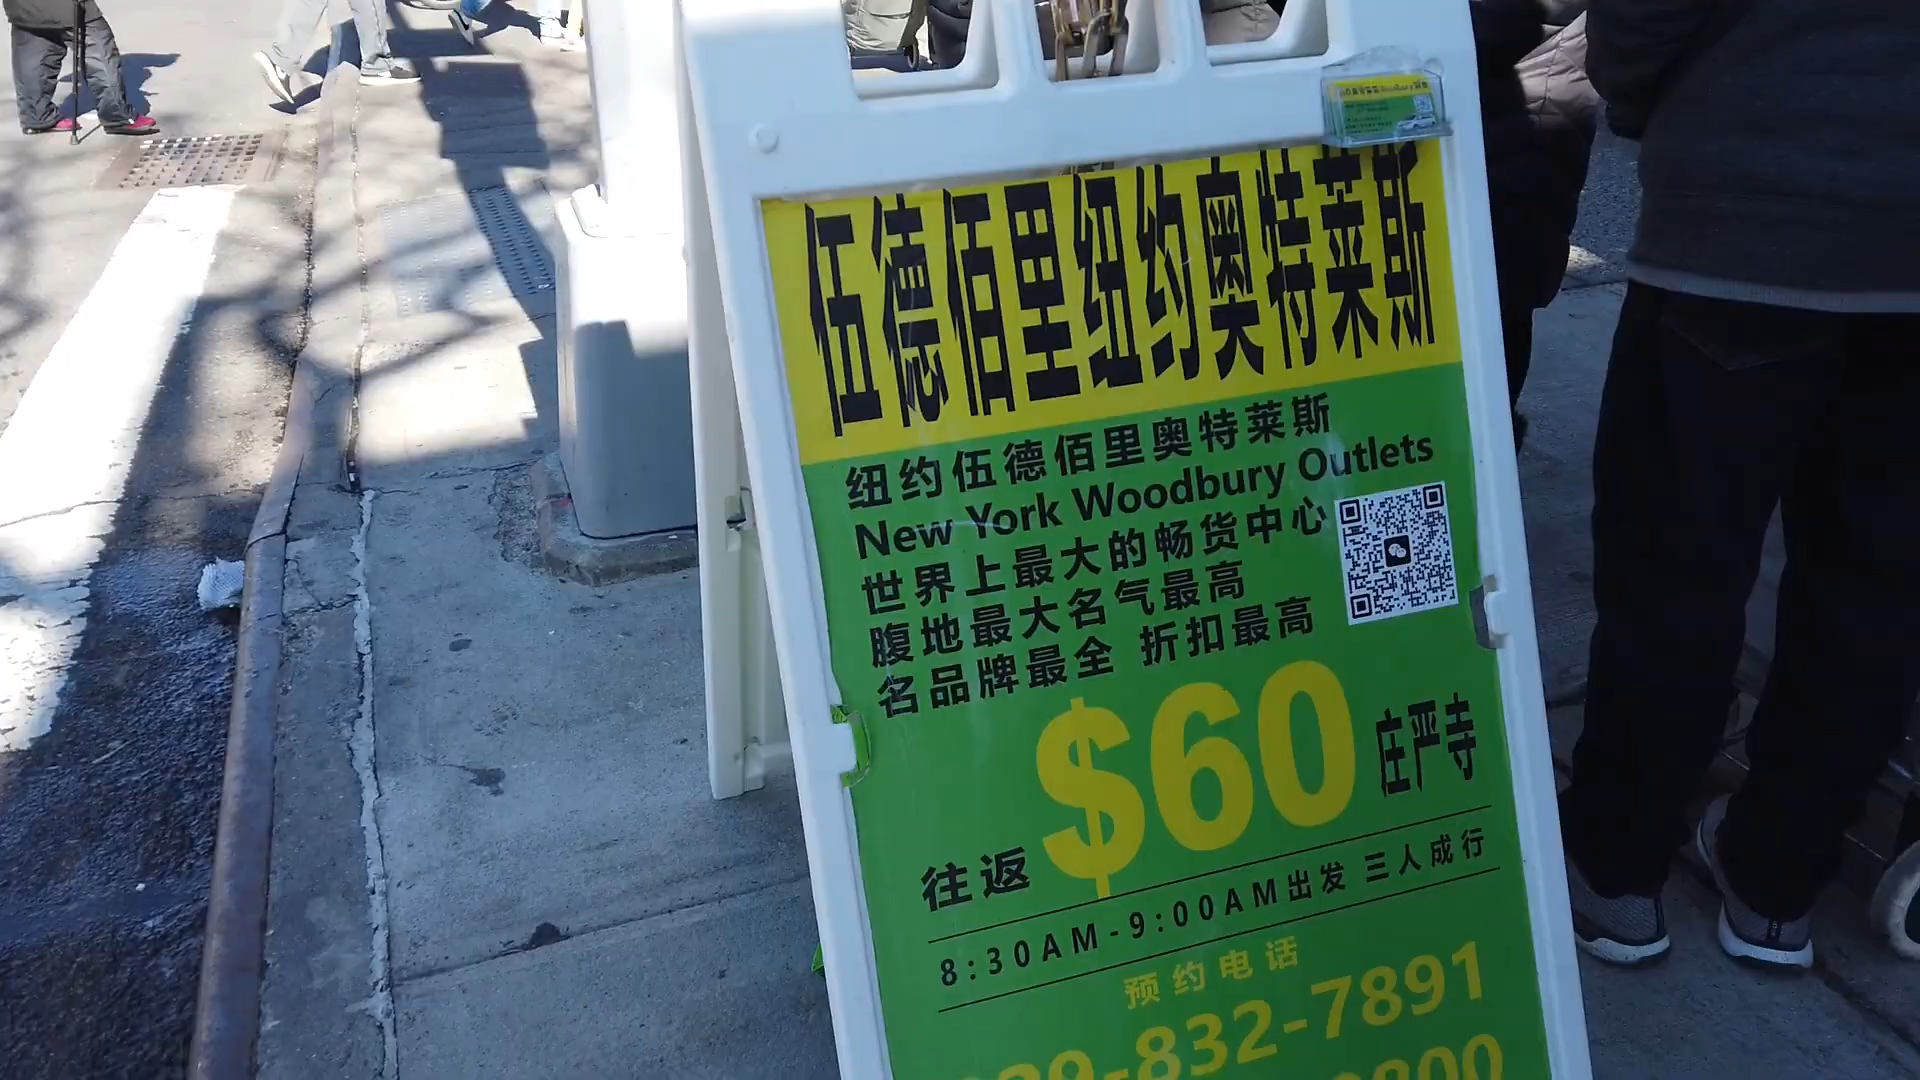 伍德佰里纽约奥特莱斯
纽约伍德佰里奥特莱斯
New York Woodbury Outlets
世界上最大的畅货中心
腹地最大名气最高
名品牌最全 折扣最高
往返 $60 庄严寺
8:30AM-9:00AM出发 三人成行
预约电话
832-7891